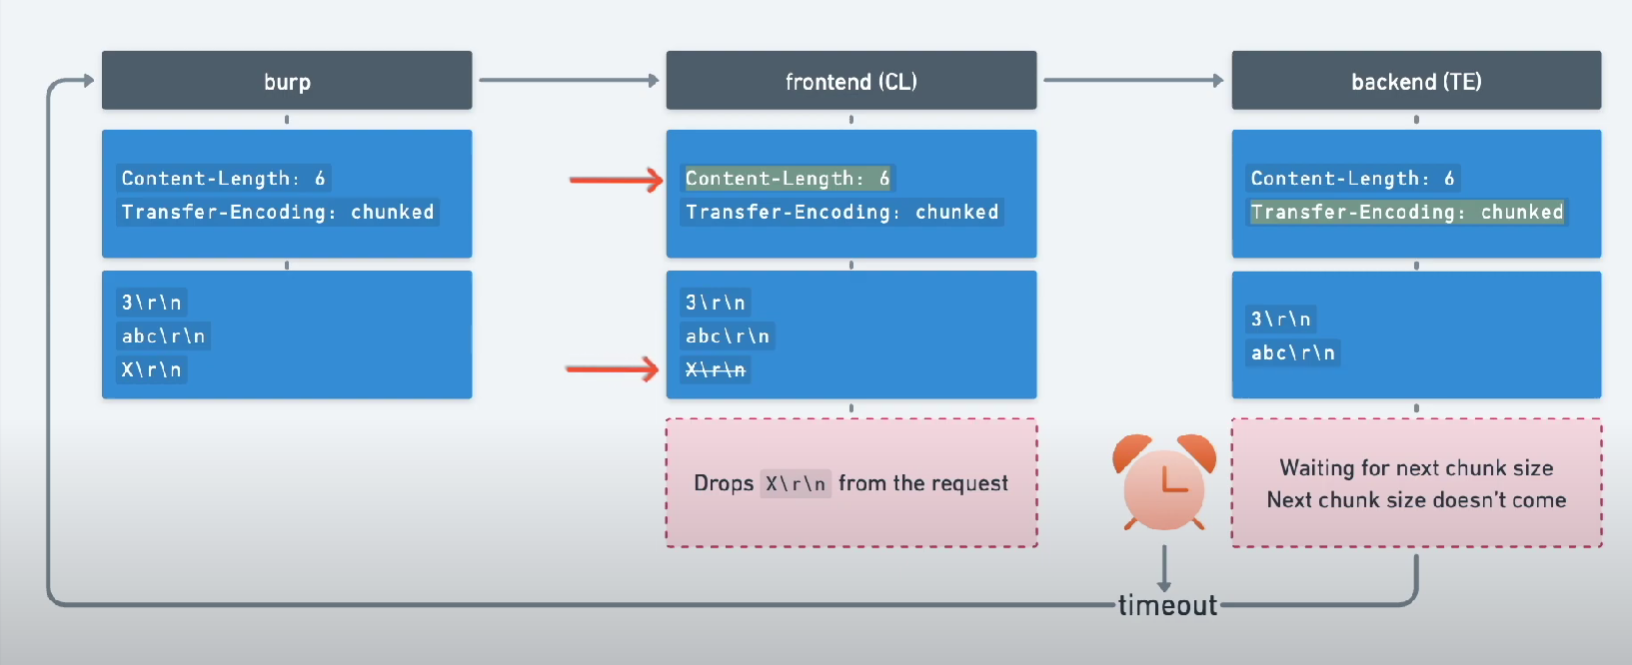 burp
frontend (CL)
backend (TE)
Content-Length: 6
Transfer-Encoding: chunked
Content-Length: 6
Transfer-Encoding: chunked
Content-Length: 6
Transfer-Encoding: chunked
3\r\n
abc\r\n
X\r\n
3\r\n
abc\r\n
X\r\n
3\r\n
abc\r\n
Drops X\r\n from the request
Waiting for next chunk size
Next chunk size doesn't come
timeout